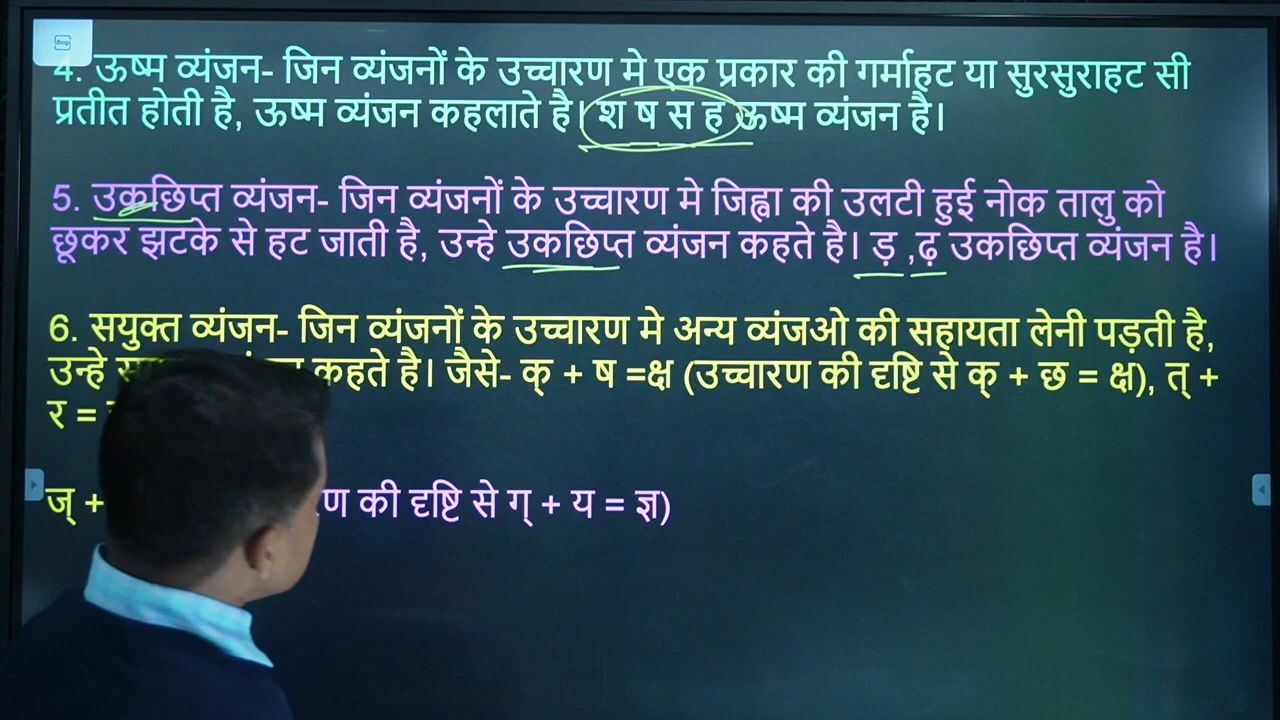 4. ऊष्म व्यंजन- जिन व्यंजनों के उच्चारण मे एक प्रकार की गर्माहट या सुरसुराहट सी
प्रतीत होती है, ऊष्म व्यंजन कहलाते है। श ष स ह ऊष्म व्यंजन है।
5. उकछिप्त व्यंजन- जिन व्यंजनों के उच्चारण मे जिह्वा की उलटी हुई नोक तालु को
छूकर झटके से हट जाती है, उन्हे उकछिप्त व्यंजन कहते है। ड़ ,ढ़ उकछिप्त व्यंजन है।
6. सयुक्त व्यंजन- जिन व्यंजनों के उच्चारण मे अन्य व्यंजओ की सहायता लेनी पड़ती है,
उन्हे कहते है। जैसे- क् + ष =क्ष (उच्चारण की दृष्टि से क् + छ = क्ष), त् +
र =
ज् + की दृष्टि से ग् + य = ज्ञ)